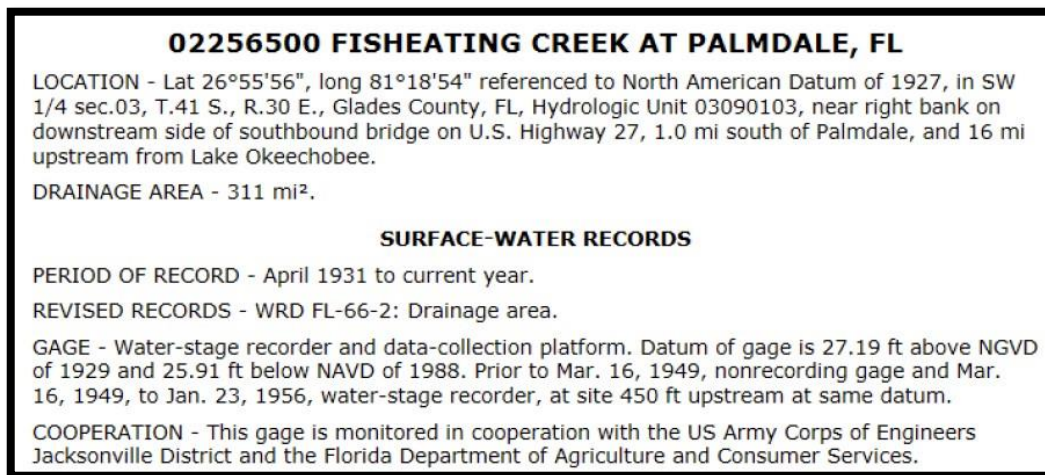 02256500 FISHEATING CREEK AT PALMDALE, FL
LOCATION - Lat 26°55'56", long 81°18'54" referenced to North American Datum of 1927, in SW
1/4 sec.03, T.41 S., R.30 E., Glades County, FL, Hydrologic Unit 03090103, near right bank on
downstream side of southbound bridge on U.S. Highway 27, 1.0 mi south of Palmdale, and 16 mi
upstream from Lake Okeechobee.
DRAINAGE AREA - 311 mi².
SURFACE-WATER RECORDS
PERIOD OF RECORD - April 1931 to current year.
REVISED RECORDS - WRD FL-66-2: Drainage area.
GAGE - Water-stage recorder and data-collection platform. Datum of gage is 27.19 ft above NGVD
of 1929 and 25.91 ft below NAVD of 1988. Prior to Mar. 16, 1949, nonrecording gage and Mar.
16, 1949, to Jan. 23, 1956, water-stage recorder, at site 450 ft upstream at same datum.
COOPERATION - This gage is monitored in cooperation with the US Army Corps of Engineers
Jacksonville District and the Florida Department of Agriculture and Consumer Services.